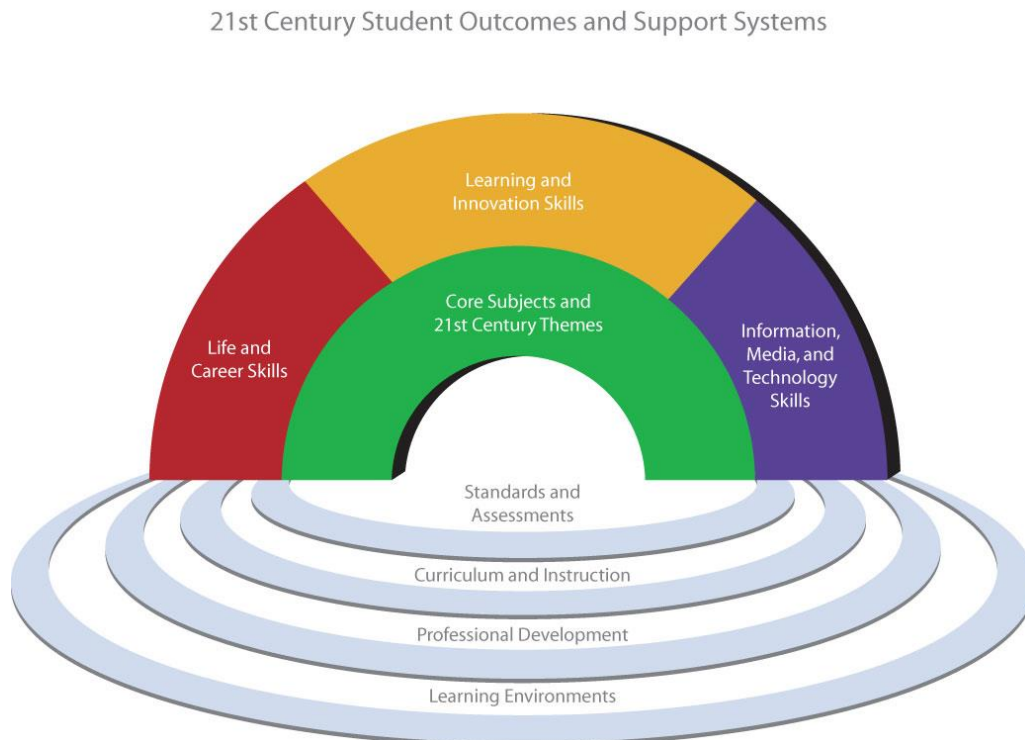 21st Century Student Outcomes and Support Systems
Learning and
Innovation Skills
Core Subjects and
21st Century Themes
Life and
Career Skills
Information,
Media, and
Technology
Skills
Standards and
Assessments
Curriculum and Instruction
Professional Development
Learning Environments